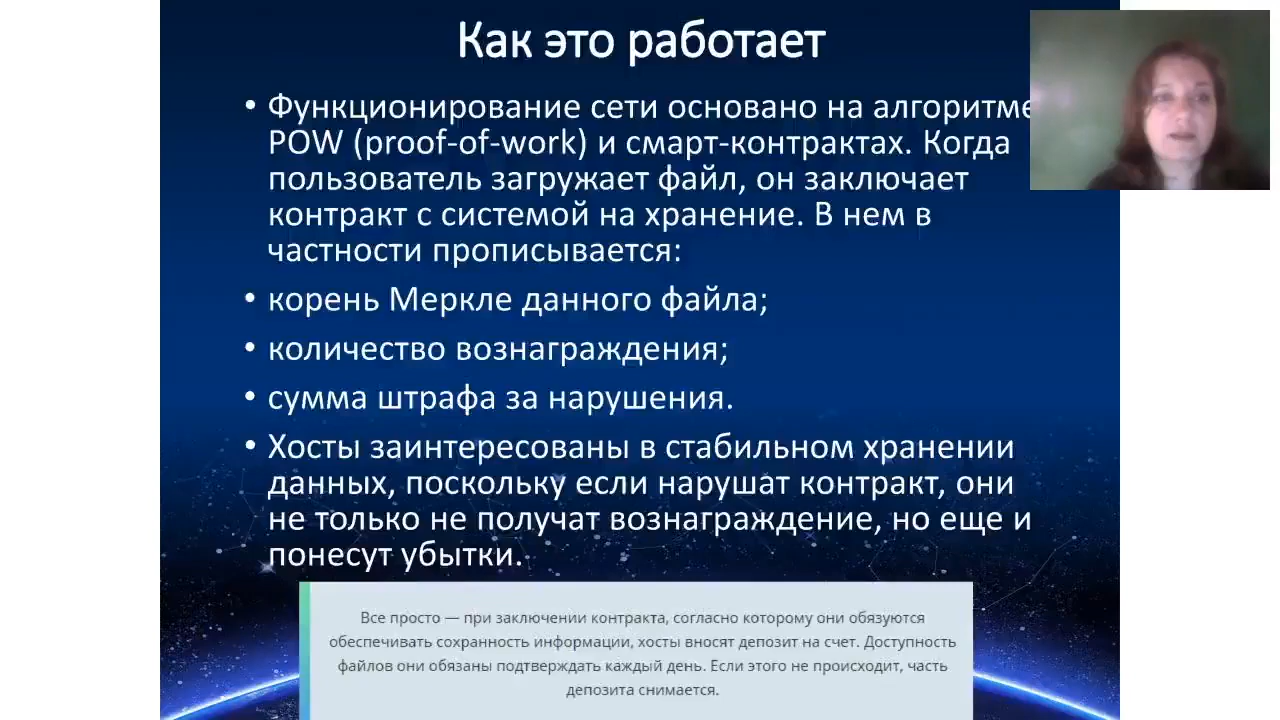 Как это работает
• Функционирование сети основано на алгоритме
POW (proof-of-work) и смарт-контрактах. Когда
пользователь загружает файл, он заключает
контракт с системой на хранение. В нем в
частности прописывается:
• корень Меркле данного файла;
• количество вознаграждения;
• сумма штрафа за нарушения.
• Хосты заинтересованы в стабильном хранении
данных, поскольку если нарушат контракт, они
не только не получат вознаграждение, но еще и
понесут убытки.
Все просто — при заключении контракта, согласно которому они обязуются
обеспечивать сохранность информации, хосты вносят депозит на счет. Доступность
файлов они обязаны подтверждать каждый день. Если этого не происходит, часть
депозита снимается.